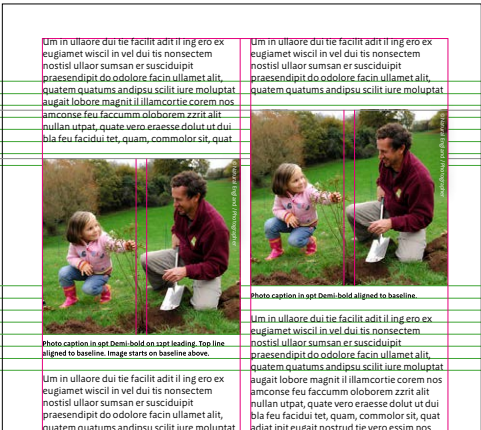 Um in ullaore dui tie facilit adit il ing ero ex
eugiamet wiscil in vel dui tis nonsectem
nostisl ullaor sumsan er susciduipit
praesendipit do odolore facin ullamet alit,
quatem quatums andipsu scilit iure moluptat
augait lobore magnit il illamcortie corem nos
amconse feu faccumm oloborem zzrit alit
nullan utpat, quate vero eraesse dolut ut dui
bla feu facidui tet, quam, commolor sit, quat
© Natural England / Photographer
Photo caption in 9pt Demi-bold on 12pt leading. Top line
aligned to baseline. Image starts on baseline above.
Um in ullaore dui tie facilit adit il ing ero ex
eugiamet wiscil in vel dui tis nonsectem
nostisl ullaor sumsan er susciduipit
praesendipit do odolore facin ullamet alit,
quatem quatums andipsu scilit iure moluptat
Um in ullaore dui tie facilit adit il ing ero ex
eugiamet wiscil in vel dui tis nonsectem
nostisl ullaor sumsan er susciduipit
praesendipit do odolore facin ullamet alit,
quatem quatums andipsu scilit iure moluptat
© Natural England / Photographer
Photo caption in 9pt Demi-bold aligned to baseline.
Um in ullaore dui tie facilit adit il ing ero ex
eugiamet wiscil in vel dui tis nonsectem
nostisl ullaor sumsan er susciduipit
praesendipit do odolore facin ullamet alit,
quatem quatums andipsu scilit iure moluptat
augait lobore magnit il illamcortie corem nos
amconse feu faccumm oloborem zzrit alit
nullan utpat, quate vero eraesse dolut ut dui
bla feu facidui tet, quam, commolor sit, quat
adiat ipit eugait nostrud tie vero essim nos